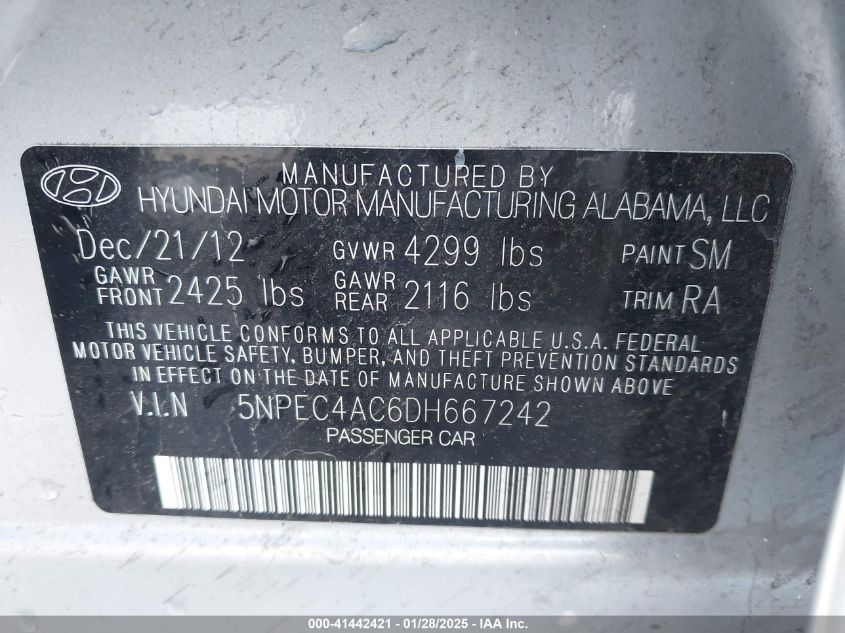 MANUFACTURED BY
HYUNDAI MOTOR MANUFACTURING ALABAMA, LLC
Dec/21/12 GVWR 4299 lbs PAINT SM
GAWR FRONT 2425 lbs GAWR REAR 2116 lbs TRIM RA
THIS VEHICLE CONFORMS TO ALL APPLICABLE U.S.A. FEDERAL
MOTOR VEHICLE SAFETY, BUMPER, AND THEFT PREVENTION STANDARDS
IN EFFECT ON THE DATE OF MANUFACTURE SHOWN ABOVE
V.I.N 5NPEC4AC6DH667242
PASSENGER CAR
000-41442421 - 01/28/2025 - IAA Inc.